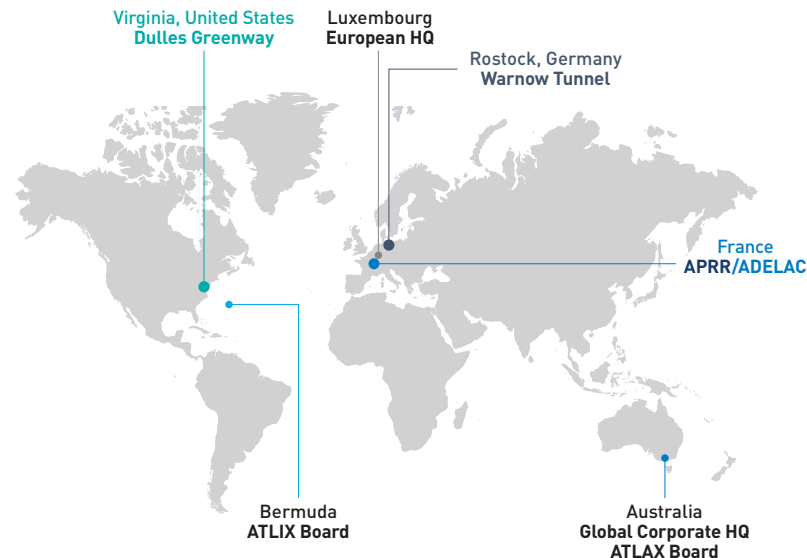 Virginia, United States
Dulles Greenway
Luxembourg
European HQ
Rostock, Germany
Warnow Tunnel
France
APRR/ADELAC
Bermuda
ATLIX Board
Australia
Global Corporate HQ
ATLAX Board